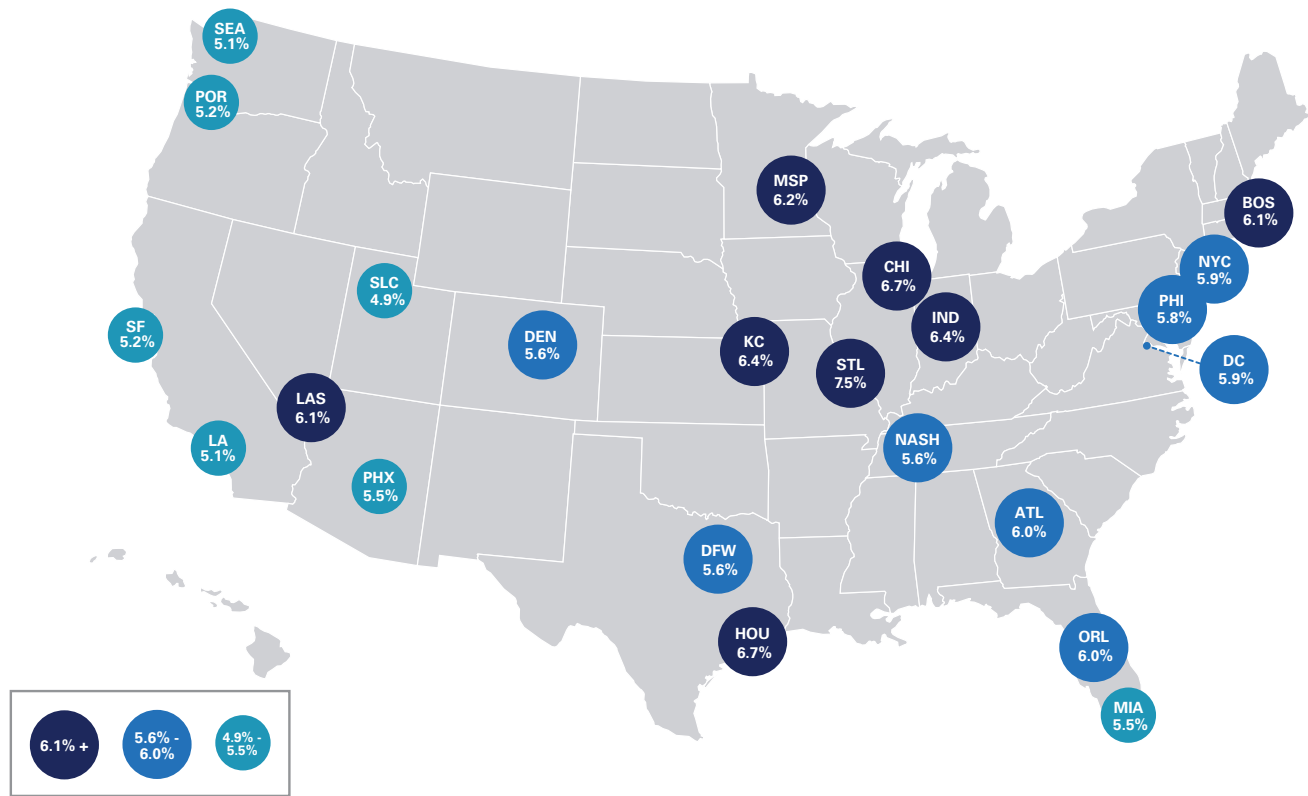 SEA
5.1%
POR
5.2%
MSP
6.2%
BOS
6.1%
CHI
6.7%
NYC
5.9%
SLC
4.9%
PHI
5.8%
IND
6.4%
SF
5.2%
DEN
5.6%
KC
6.4%
STL
7.5%
DC
5.9%
LAS
6.1%
LA
5.1%
NASH
5.6%
PHX
5.5%
ATL
6.0%
DFW
5.6%
HOU
6.7%
ORL
6.0%
MIA
5.5%
6.1% +
5.6% -
6.0%
4.9% -
5.5%